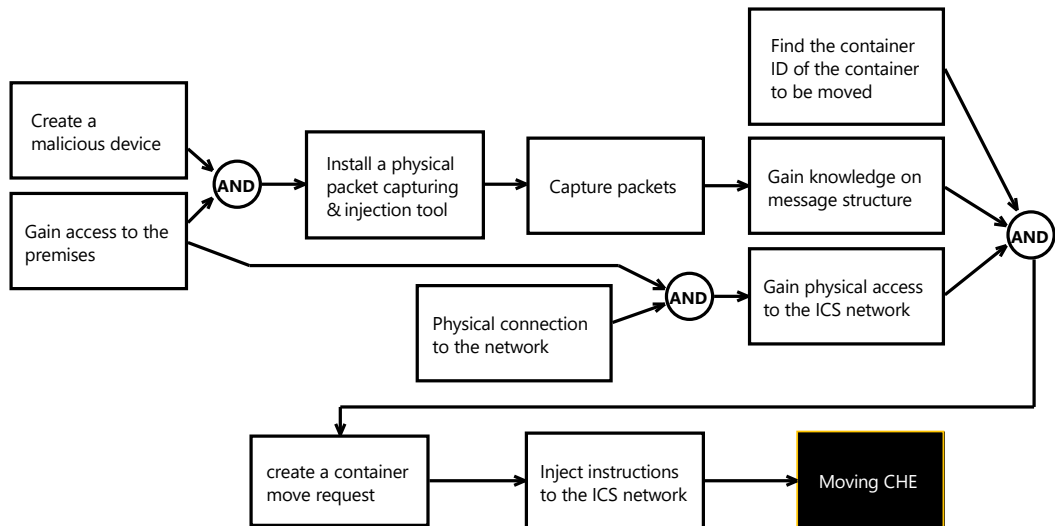 Find the container
ID of the container
to be moved
Create a
malicious device
AND
Install a physical
packet capturing
& injection tool
Capture packets
Gain knowledge on
message structure
Gain access to the
premises
AND
AND
Gain physical access
to the ICS network
Physical connection
to the network
create a container
move request
Inject instructions
to the ICS network
Moving CHE